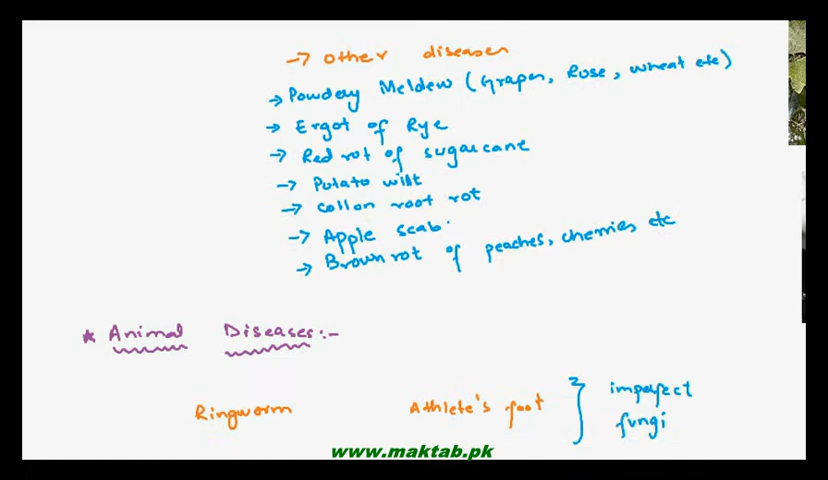 → Other diseases
→ Powdery Meldew (Grapes, Rose, wheat etc)
→ Ergot of Rye
→ Red rot of sugarcane
→ Potato wilt
→ Cotton root rot
→ Apple scab.
→ Brown rot of peaches, cherries etc
* Animal Diseases:-
Ringworm Athlete's foot } imperfect
fungi
www.maktab.pk